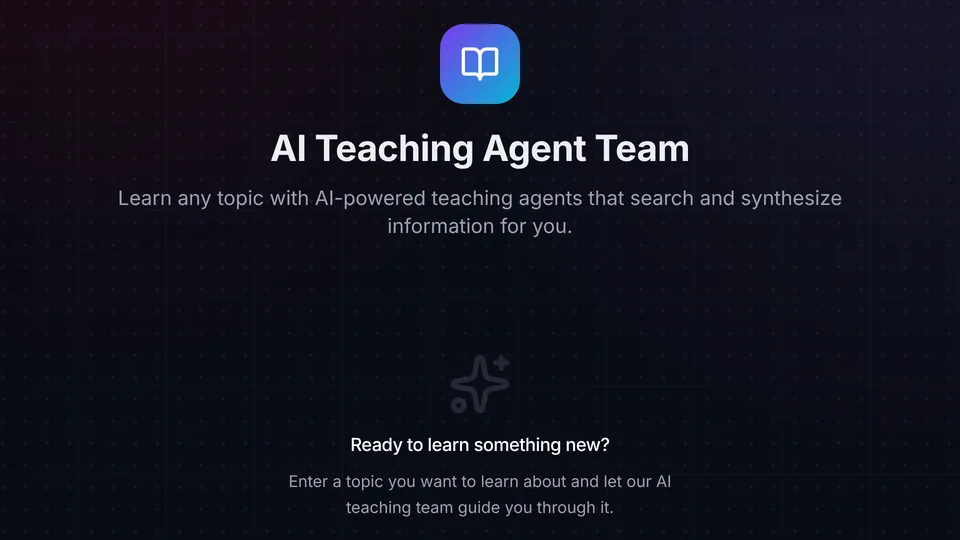 AI Teaching Agent Team
Learn any topic with AI-powered teaching agents that search and synthesize
information for you.
Ready to learn something new?
Enter a topic you want to learn about and let our AI
teaching team guide you through it.